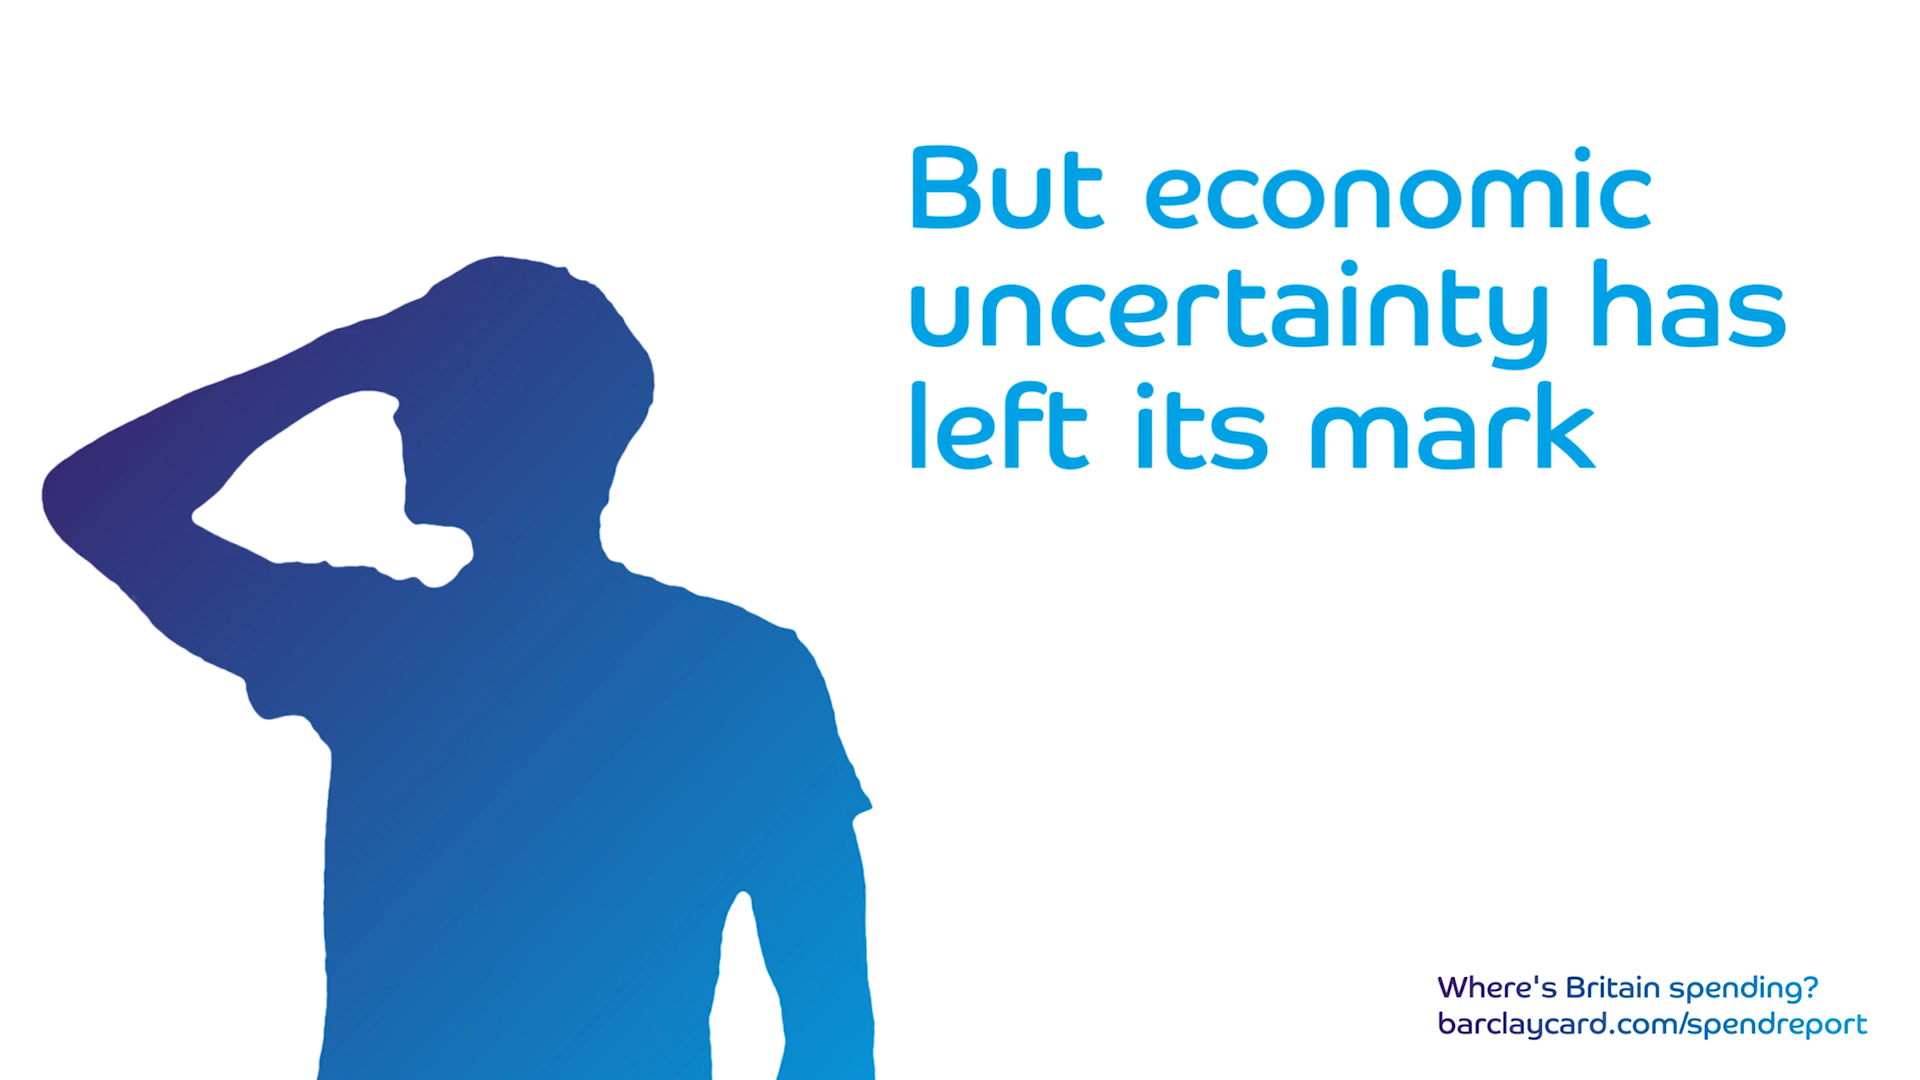 But economic
uncertainty has
left its mark
Where's Britain spending?
barclaycard.com/spendreport